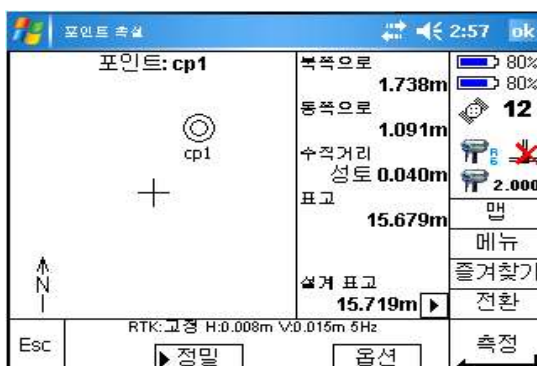 포인트 측설
2:57 ok
포인트: cp1
cp1
N
북쪽으로
1.738m
동쪽으로
1.091m
수직거리
성토 0.040m
표고
15.679m
설계 표고
15.719m
80%
80%
12
R
6
2.000
맵
메뉴
즐겨찾기
전환
측정
RTK:고정 H:0.008m V:0.015m 5Hz
Esc
정밀
옵션